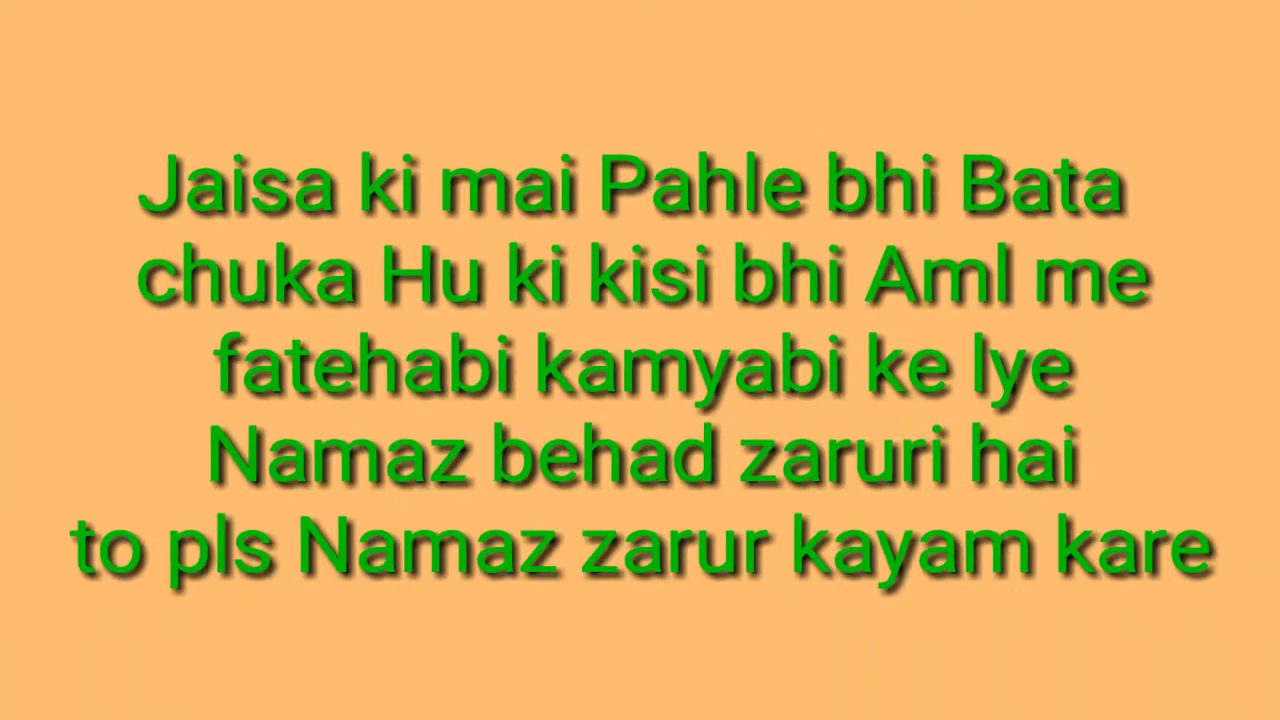 Jaisa ki mai Pahle bhi Bata
chuka Hu ki kisi bhi Aml me
fatehabi kamyabi ke lye
Namaz behad zaruri hai
to pls Namaz zarur kayam kare